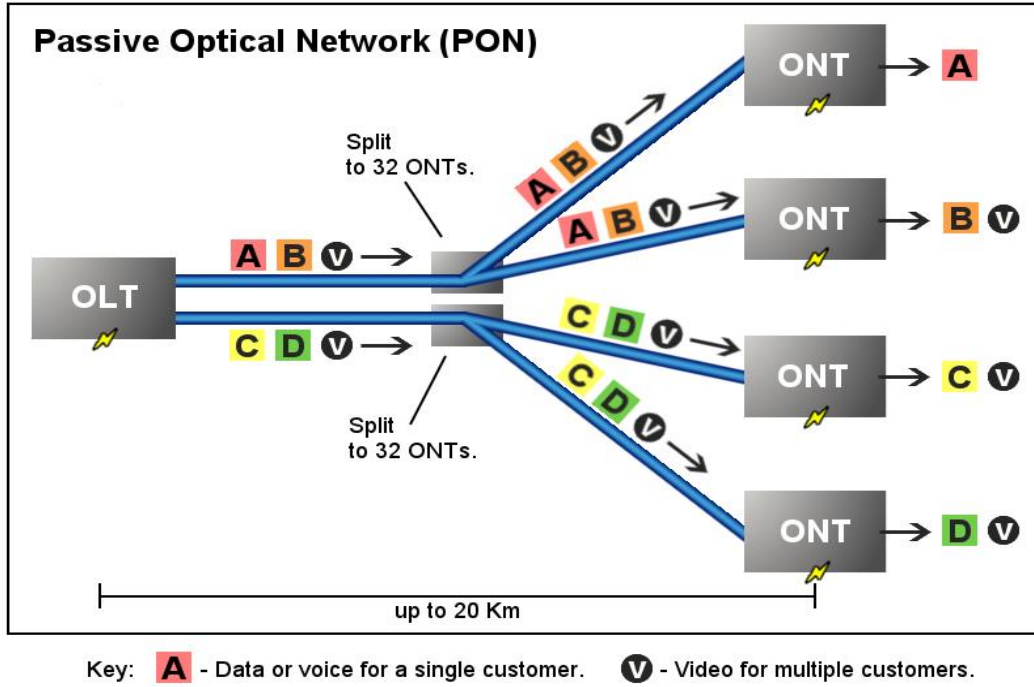 Passive Optical Network (PON)
Split
to 32 ONTs.
OLT
A B V
C D V
Split
to 32 ONTs.
A B V
A B V
C D V
C D V
ONT
A
ONT
B V
ONT
C V
ONT
D V
up to 20 Km
Key: A - Data or voice for a single customer. V - Video for multiple customers.